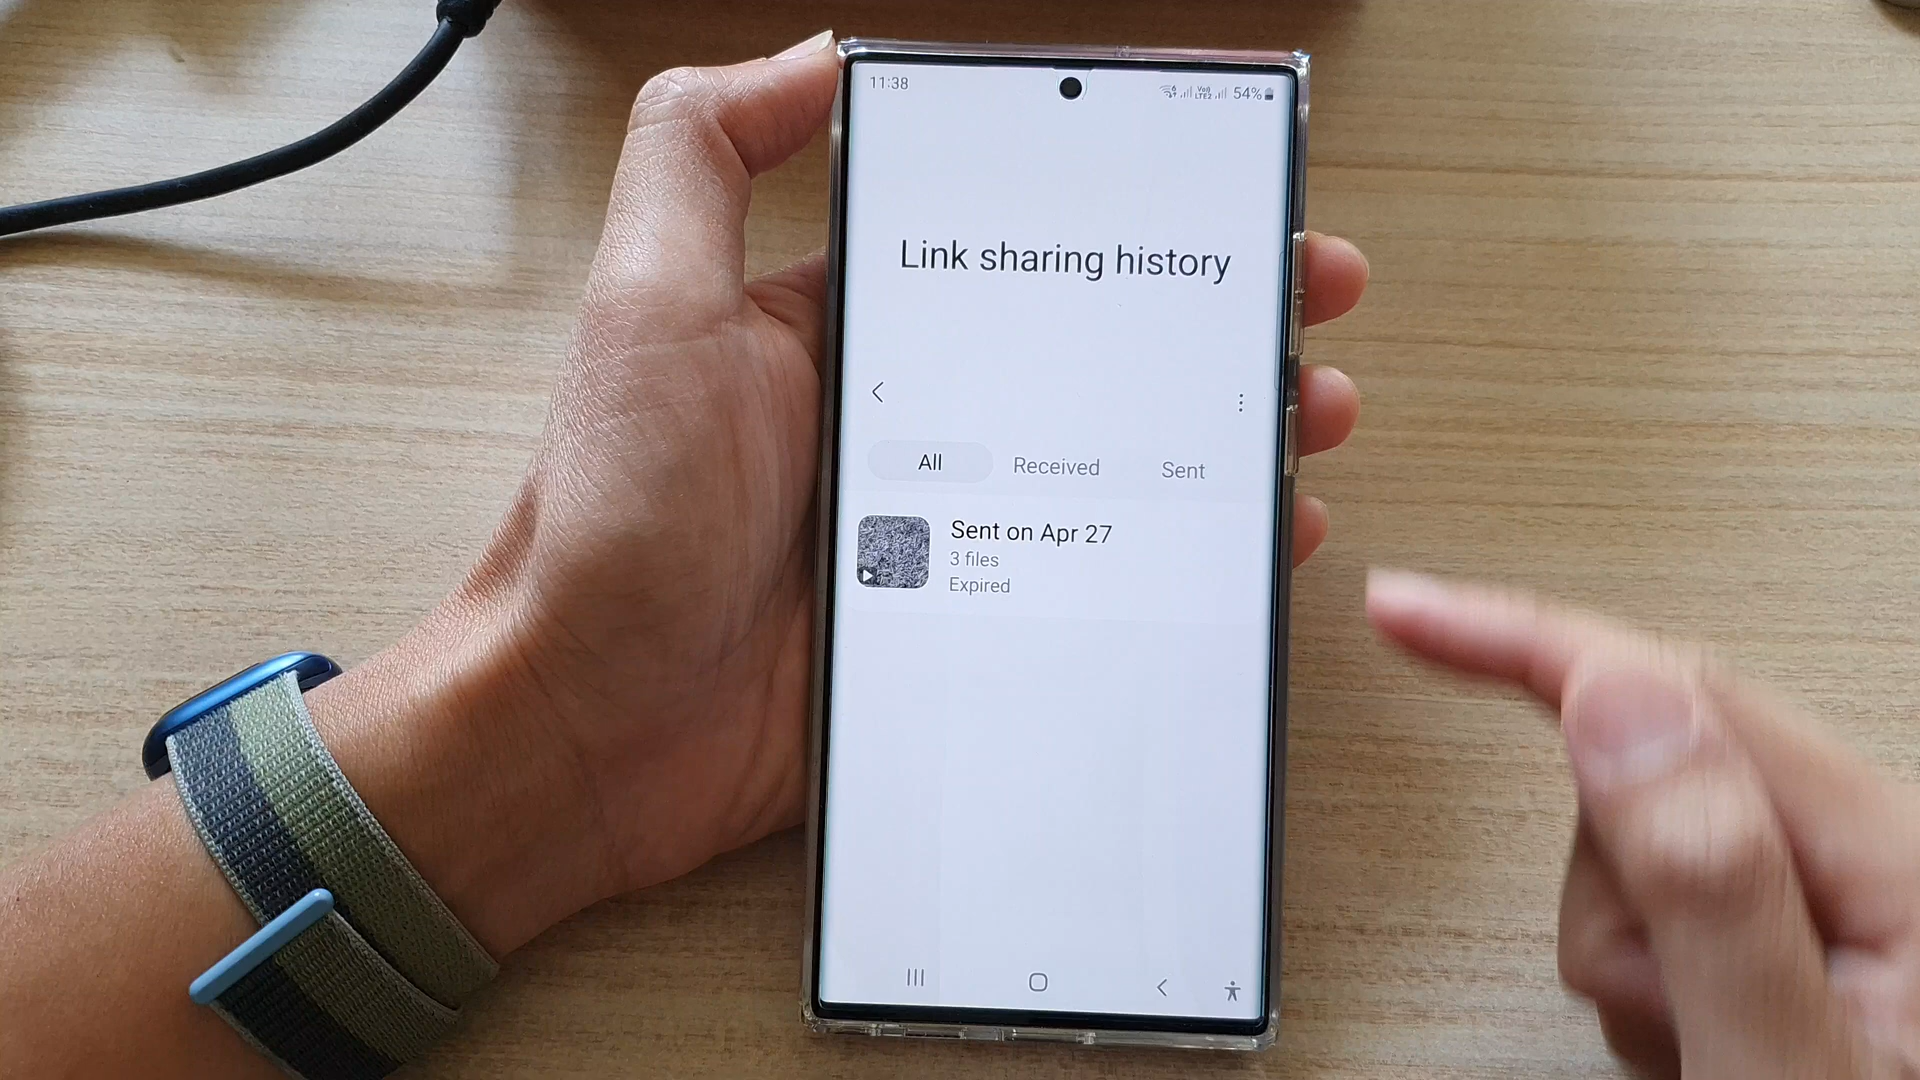 11:38
54%
Link sharing history
All Received Sent
Sent on Apr 27
3 files
Expired